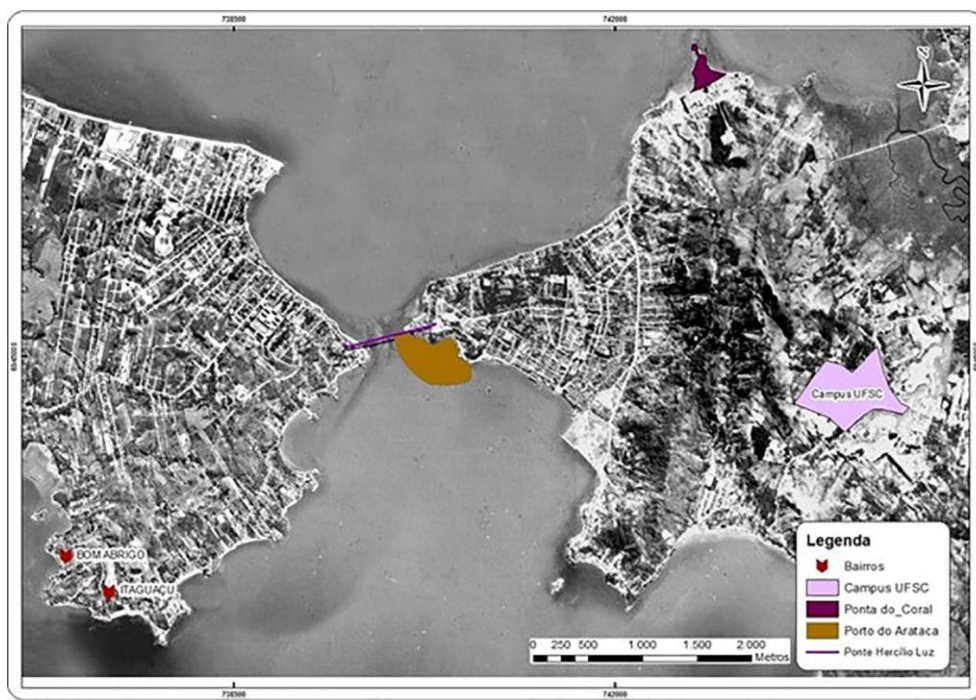 738500 742000
N
Campus UFSC
BOM ABRIGO
ITAGUAÇU
Legenda
Bairros
Campus UFSC
Ponta do_Coral
Porto do Arataca
Ponte Hercílio Luz
0 250 500 1.000 1.500 2.000
Metros
738500 742000